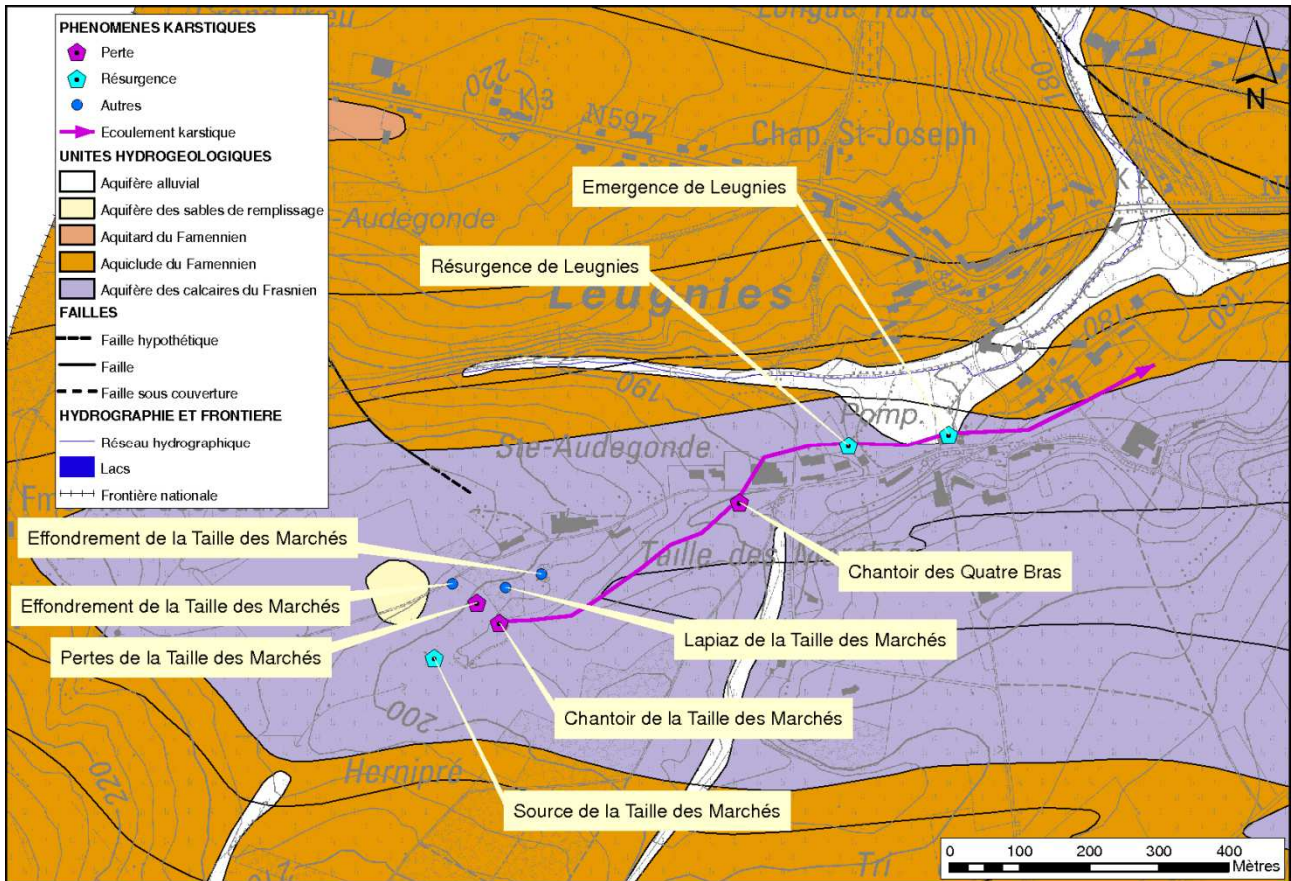 PHENOMENES KARSTIQUES
Perte
Résurgence
Autres
Ecoulement karstique
UNITES HYDROGEOLOGIQUES
Aquifère alluvial
Aquifère des sables de remplissage
Aquitard du Famennien
Aquiclude du Famennien
Aquifère des calcaires du Frasnien
FAILLES
Faille hypothétique
Faille
Faille sous couverture
HYDROGRAPHIE ET FRONTIERE
Réseau hydrographique
Lacs
Frontière nationale
N
220
K3
N597
180
Chap. St-Joseph
K2
Emergence de Leugnies
-Audegonde
Résurgence de Leugnies
Leugnies
180
180
190
Pomp.
Ste-Audegonde
Effondrement de la Taille des Marchés
Taille des
Chantoir des Quatre Bras
Effondrement de la Taille des Marchés
Lapiaz de la Taille des Marchés
Pertes de la Taille des Marchés
200
Chantoir de la Taille des Marchés
Hernipré
220
Source de la Taille des Marchés
Tri
0 100 200 300 400
Mètres